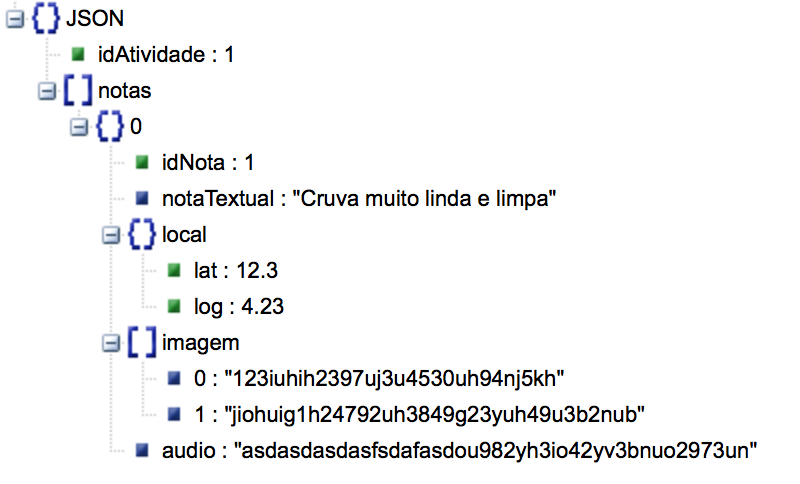 JSON
idAtividade : 1
notas
0
idNota : 1
notaTextual : "Cruva muito linda e limpa"
local
lat : 12.3
log : 4.23
imagem
0 : "123iuhih2397uj3u4530uh94nj5kh"
1 : "jiohuig1h24792uh3849g23yuh49u3b2nub"
audio : "asdasdasdasfsdafasdou982yh3io42yv3bnuo2973un"